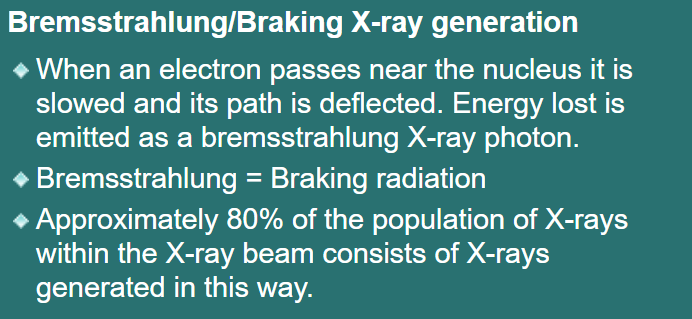 Bremsstrahlung/Braking X-ray generation
When an electron passes near the nucleus it is
slowed and its path is deflected. Energy lost is
emitted as a bremsstrahlung X-ray photon.
Bremsstrahlung = Braking radiation
Approximately 80% of the population of X-rays
within the X-ray beam consists of X-rays
generated in this way.